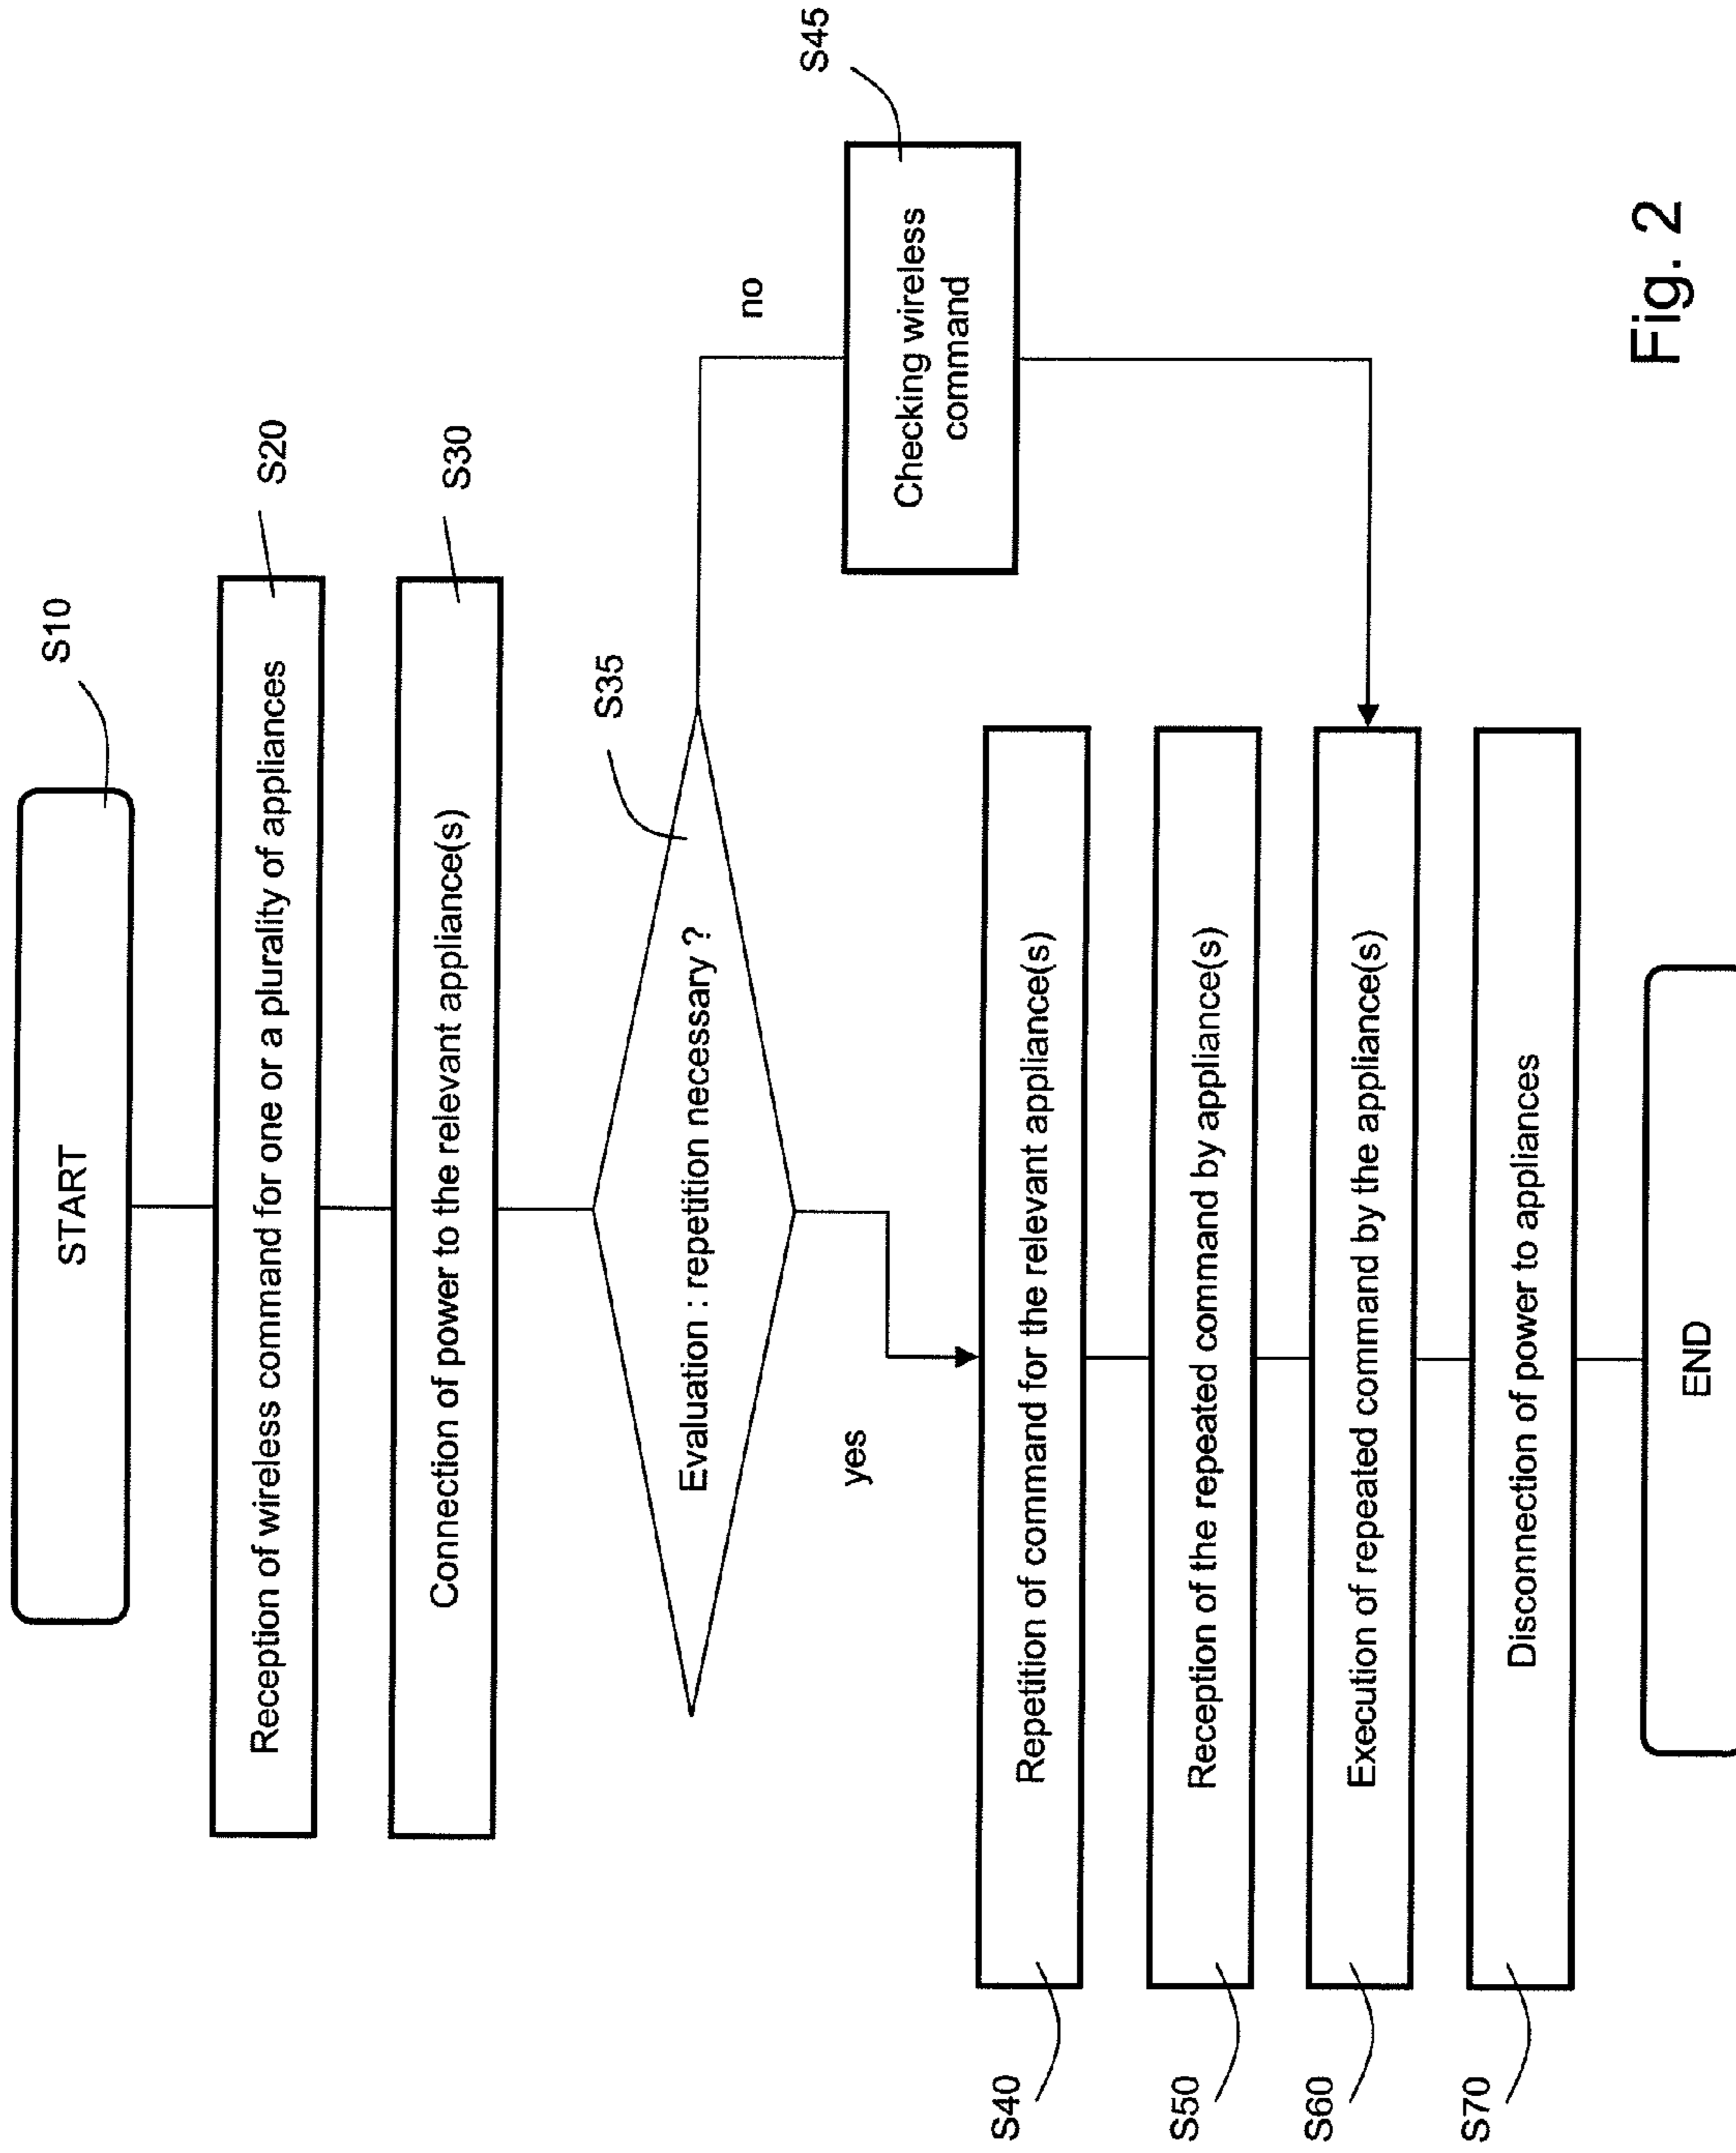 START
S10
Reception of wireless command for one or a plurality of appliances
S20
Connection of power to the relevant appliance(s)
S30
Evaluation : repetition necessary ?
S35
no
yes
Checking wireless
command
S45
Repetition of command for the relevant appliance(s)
S40
Reception of the repeated command by appliance(s)
S50
Execution of repeated command by the appliance(s)
S60
Disconnection of power to appliances
S70
END
Fig. 2